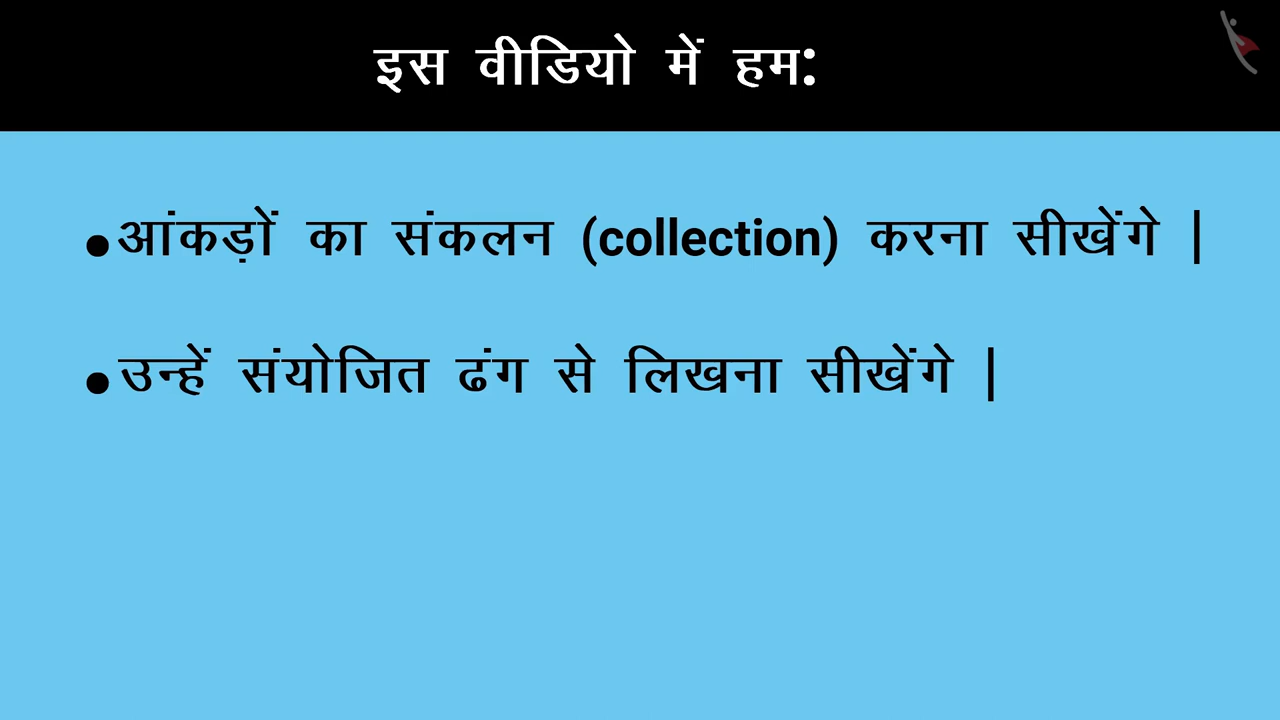 इस वीडियो में हम:
•आंकड़ों का संकलन (collection) करना सीखेंगे |
•उन्हें संयोजित ढंग से लिखना सीखेंगे |